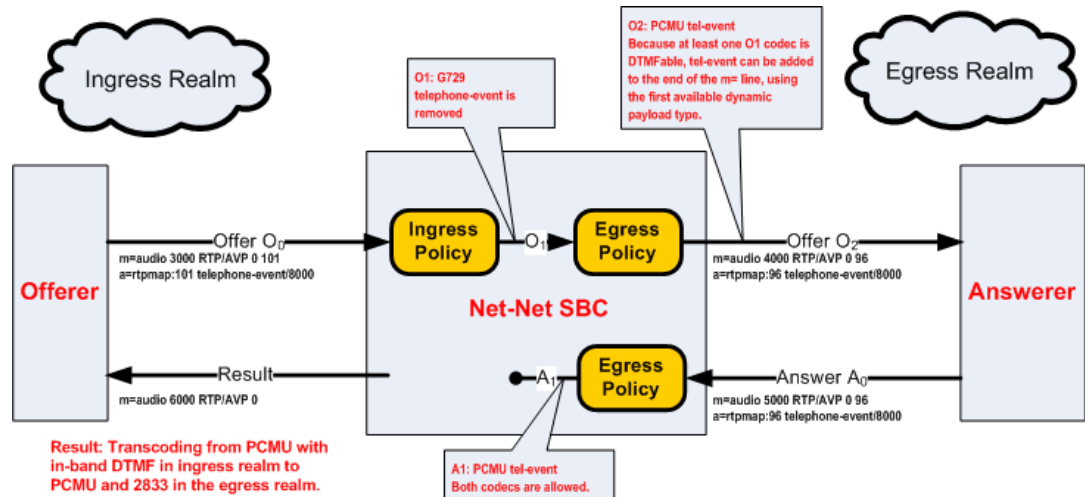 Ingress Realm
O1: G729
telephone-event is
removed
O2: PCMU tel-event
Because at least one O1 codec is
DTMFable, tel-event can be added
to the end of the m= line, using
the first available dynamic
payload type.
Egress Realm
Offerer
Offer O0
m=audio 3000 RTP/AVP 0 101
a=rtpmap:101 telephone-event/8000
Ingress
Policy
O1
Egress
Policy
Offer O2
m=audio 4000 RTP/AVP 0 96
a=rtpmap:96 telephone-event/8000
Answerer
Net-Net SBC
Result
m=audio 6000 RTP/AVP 0
A1
Egress
Policy
Answer A0
m=audio 5000 RTP/AVP 0 96
a=rtpmap:96 telephone-event/8000
Result: Transcoding from PCMU with
in-band DTMF in ingress realm to
PCMU and 2833 in the egress realm.
A1: PCMU tel-event
Both codecs are allowed.